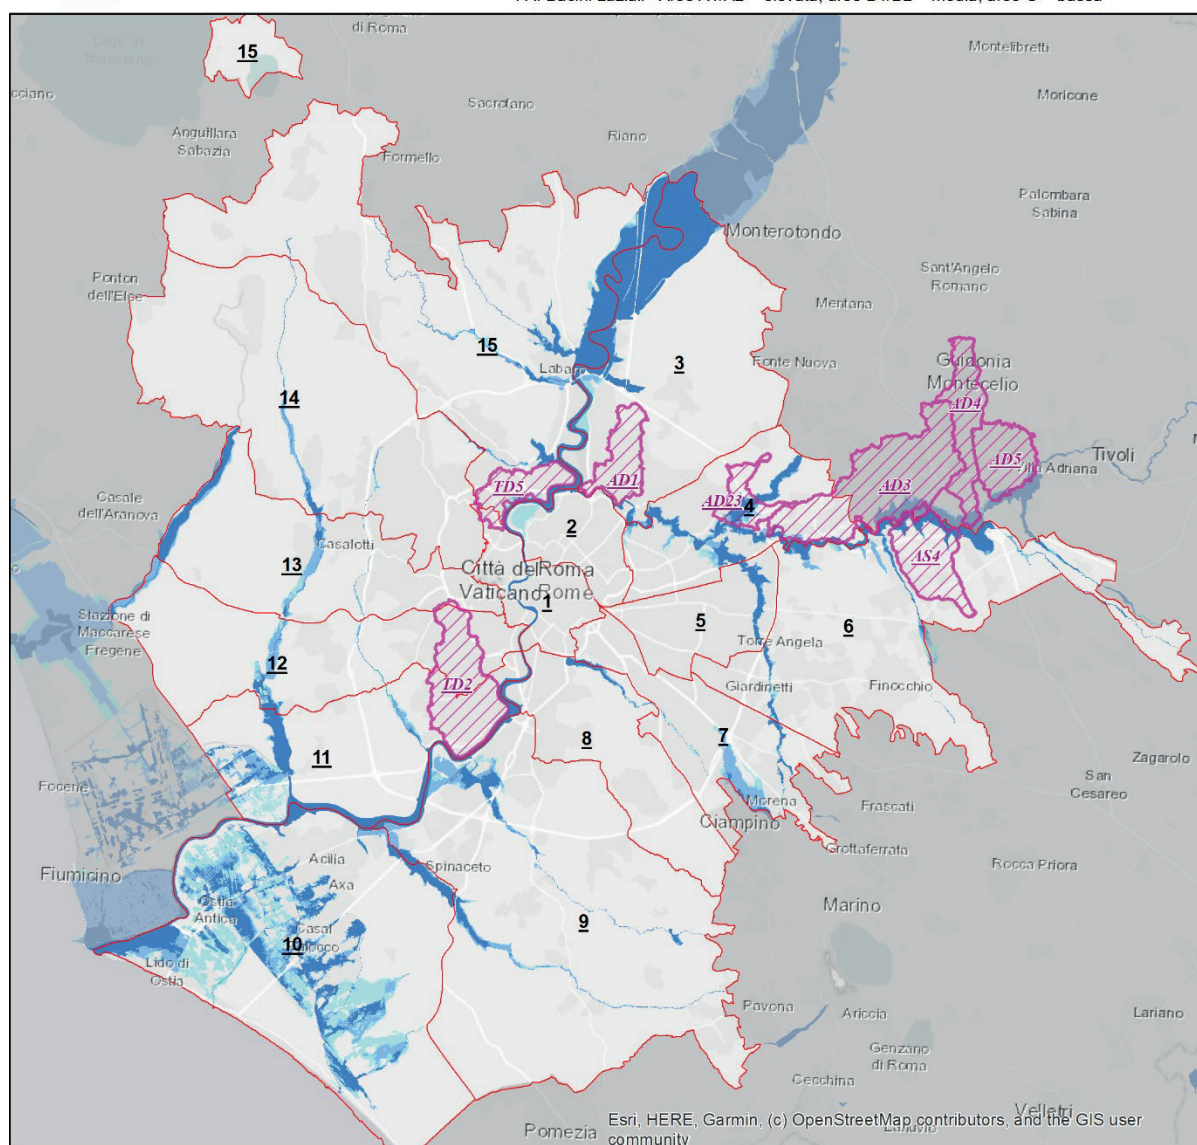 Lago di
Bracciano
di Roma
15
Montelibretti
Moricone
Sacrofano
Riano
Anguillara
Sabazia
Formello
Palombara
Sabina
Monterotondo
Ponton
dell'Elce
Sant'Angelo
Romano
Mentana
15
Labaro
3
Fonte Nuova
Guidonia
Montecelio
14
AD4
Tivoli
Villa Adriana
AD5
TD5
AD1
AD3
AD23
4
Casale
dell'Aranova
2
Casalotti
13
Città del
Vaticano
Roma
Rome
AS4
1
Stazione di
Maccarese
Fregene
5
6
Torre Angela
12
TD2
Giardinetti
Finocchio
7
8
11
Zagarolo
Focene
San
Cesareo
Morena
Frascati
Ciampino
Grottaferrata
Acilia
Spinaceto
Rocca Priora
Fiumicino
Axa
Ostia
Antica
Marino
9
Casal
10
Lido di
Ostia
Pavona
Ariccia
Lariano
Genzano
di Roma
Cecchina
Velletri
Lanuvio
Esri, HERE, Garmin, (c) OpenStreetMap contributors, and the GIS user
community
Pomezia